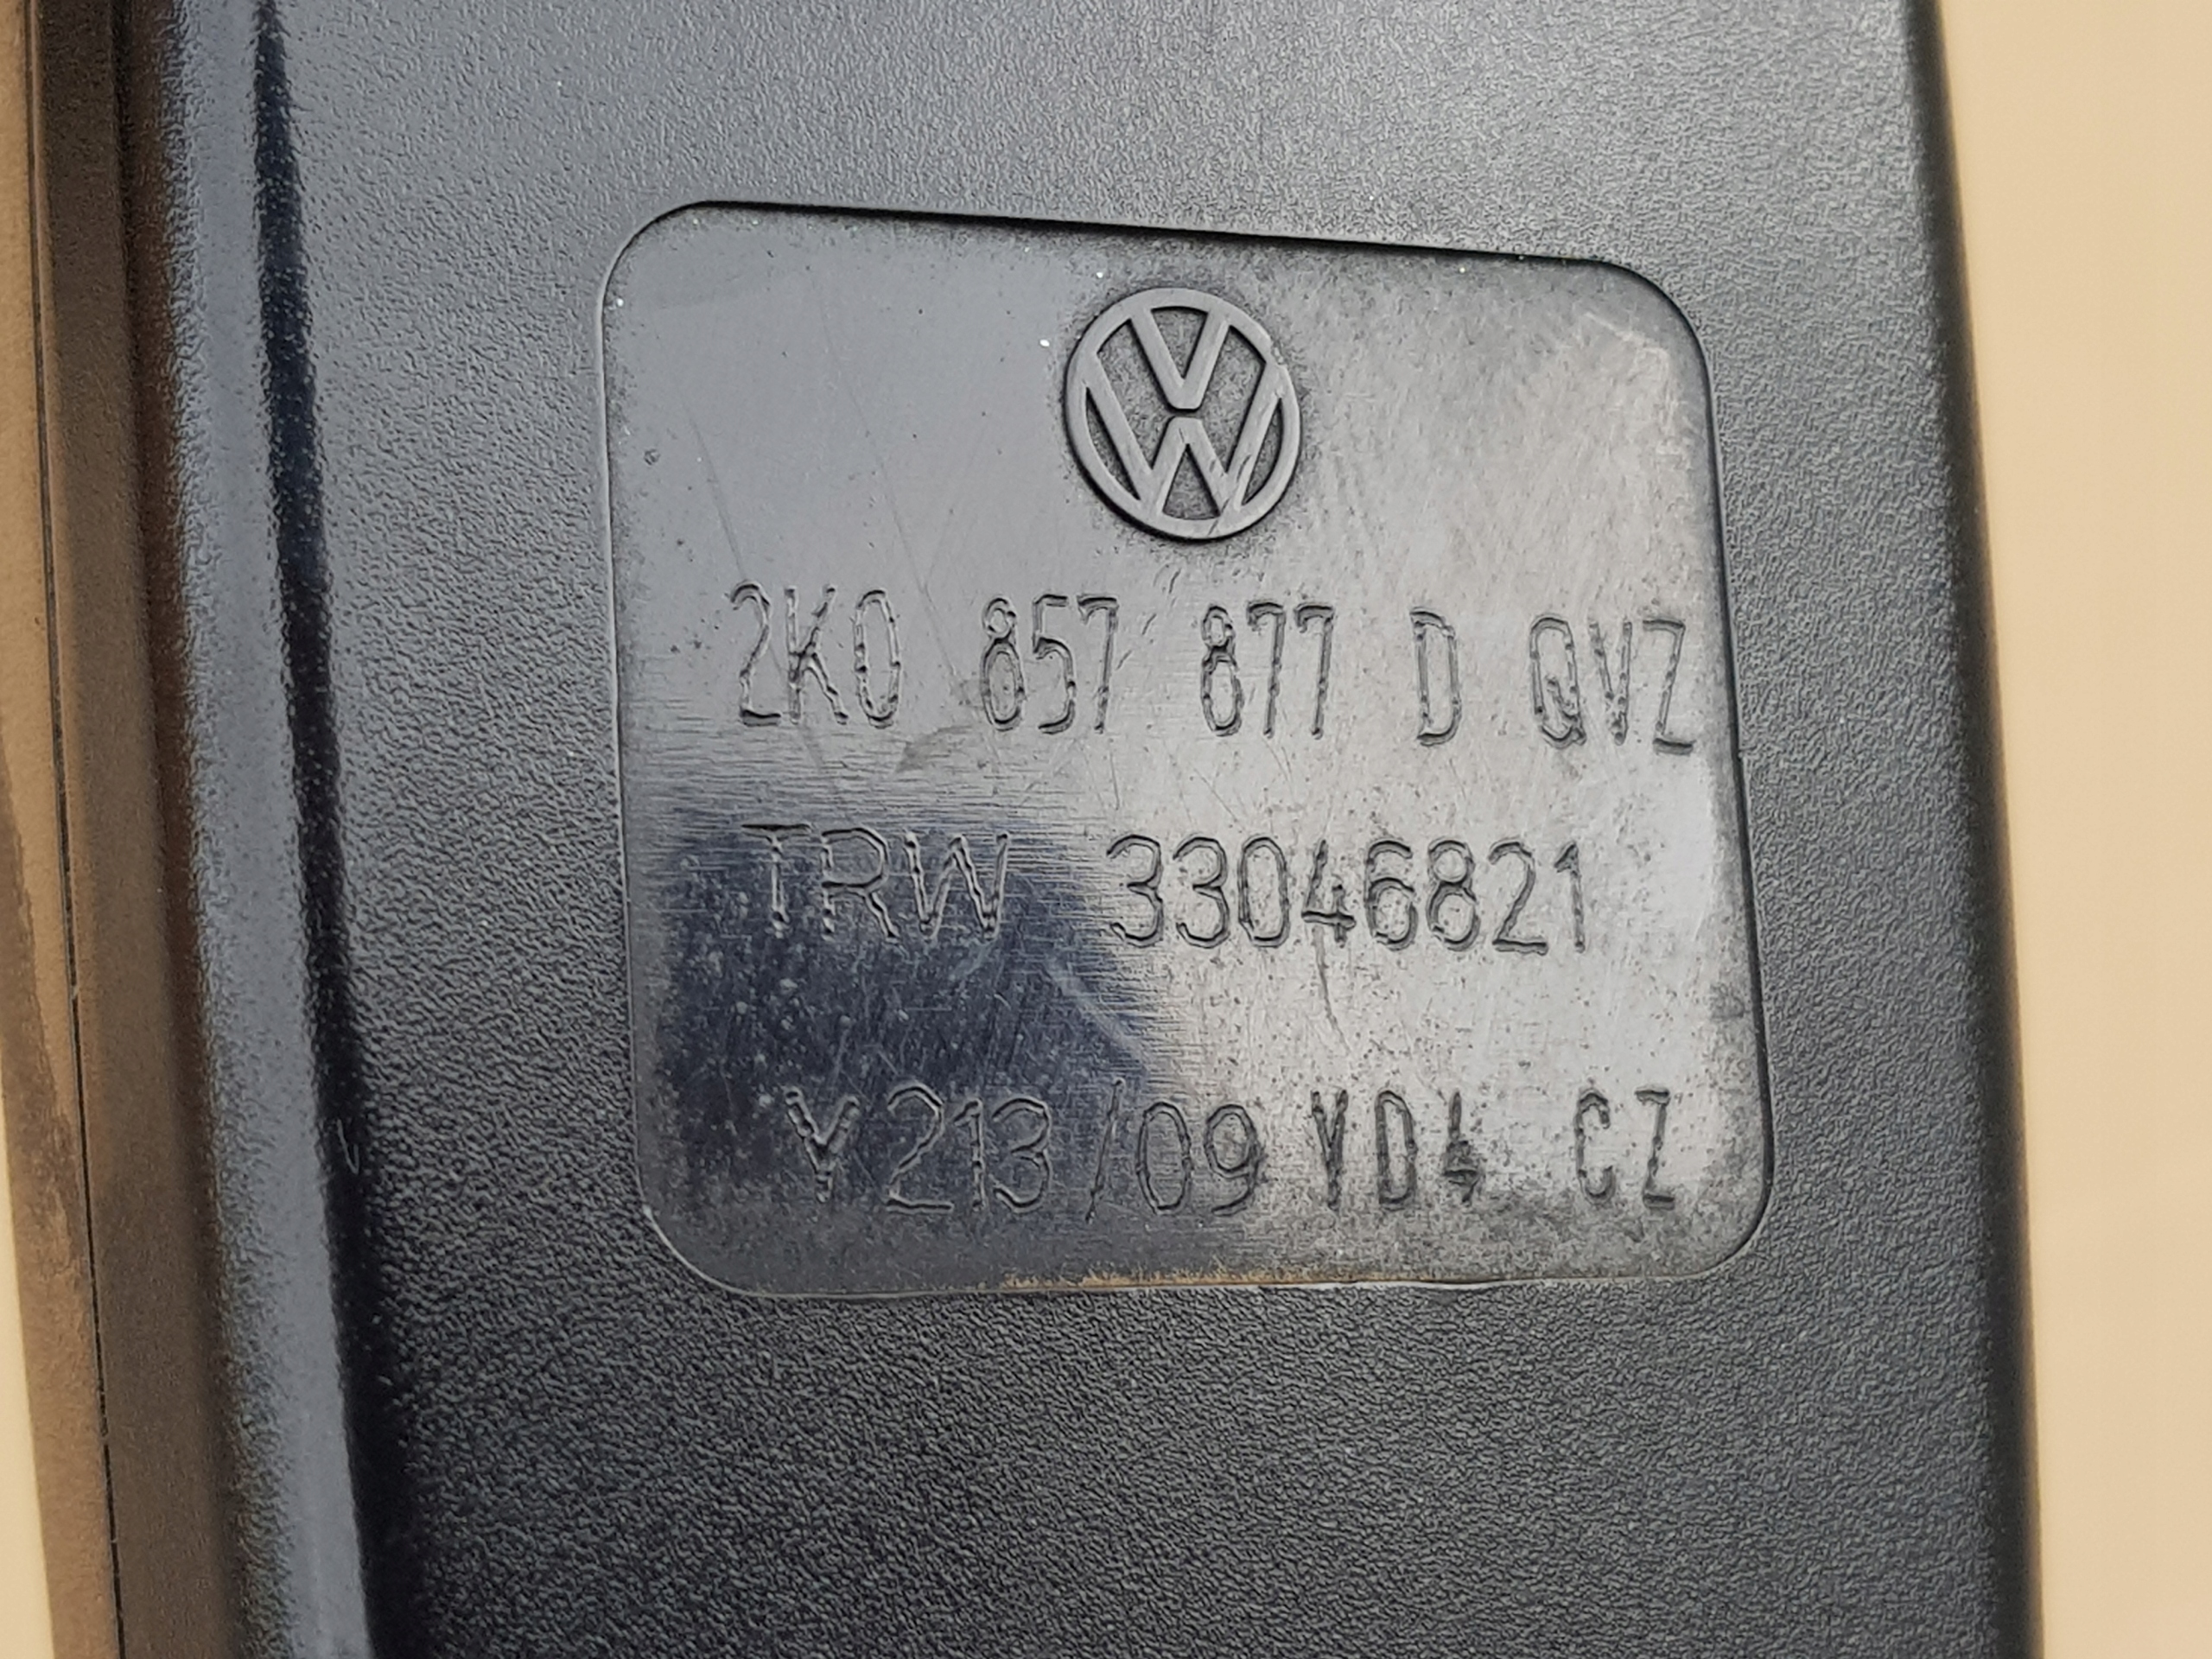 2K0 857 877 D QVZ
TRW 33046821
Y213/09 YD4 CZ